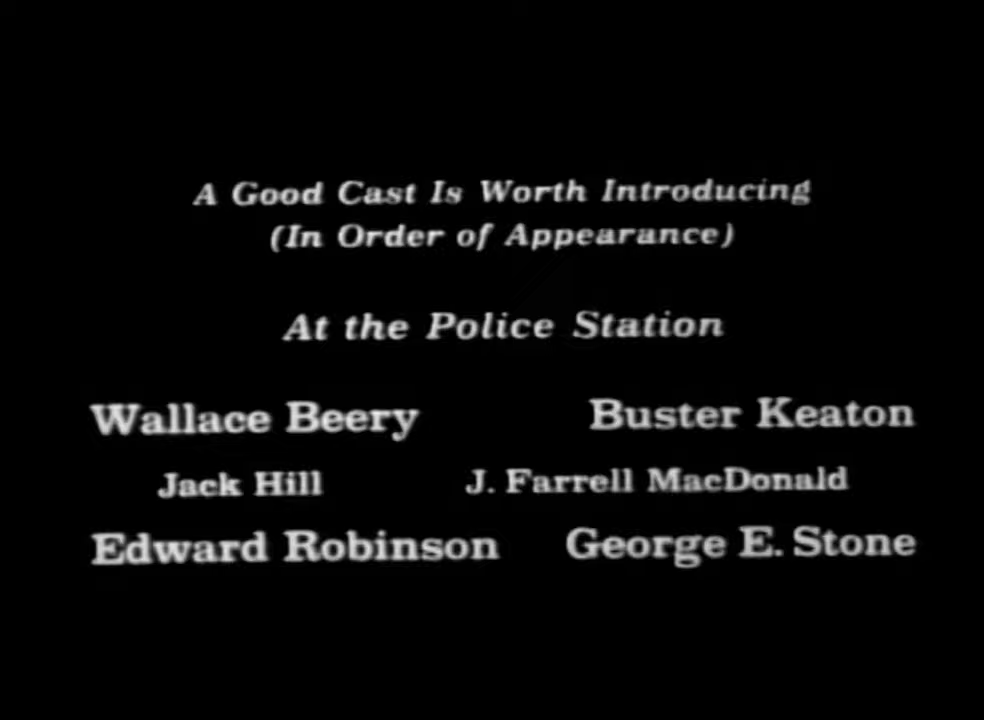 A Good Cast Is Worth Introducing
(In Order of Appearance)
At the Police Station
Wallace Beery Buster Keaton
Jack Hill J. Farrell MacDonald
Edward Robinson George E. Stone